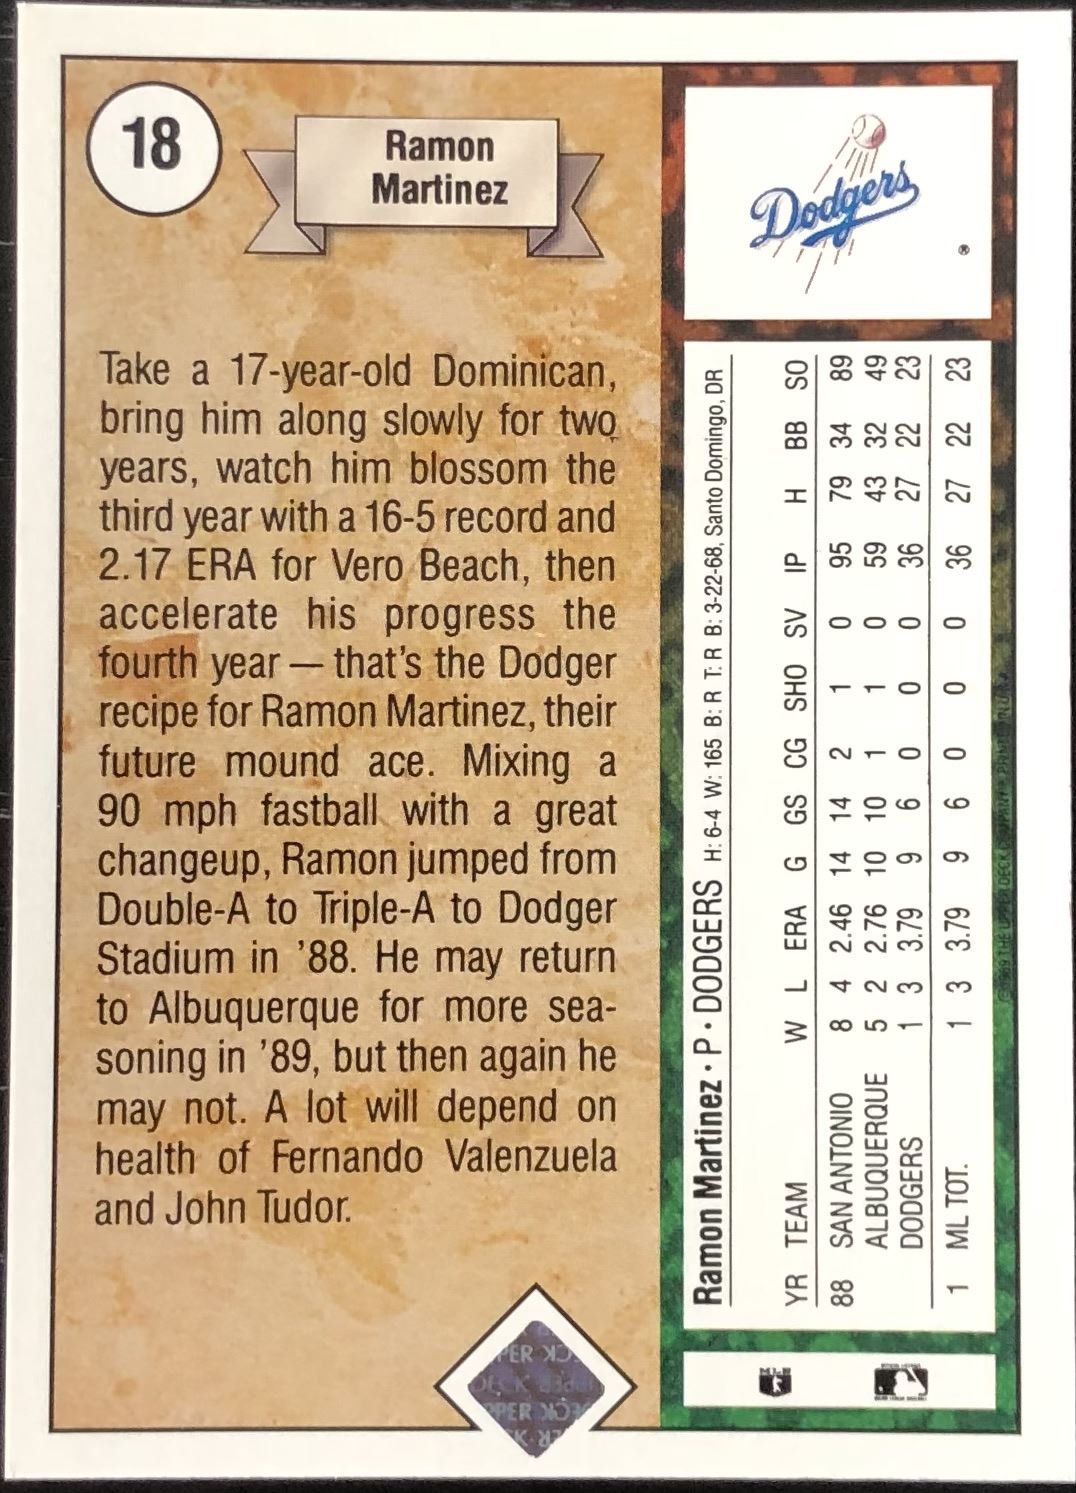 18
Ramon
Martinez
Take a 17-year-old Dominican,
bring him along slowly for two
years, watch him blossom the
third year with a 16-5 record and
2.17 ERA for Vero Beach, then
accelerate his progress the
fourth year — that's the Dodger
recipe for Ramon Martinez, their
future mound ace. Mixing a
90 mph fastball with a great
changeup, Ramon jumped from
Double-A to Triple-A to Dodger
Stadium in '88. He may return
to Albuquerque for more sea-
soning in '89, but then again he
may not. A lot will depend on
health of Fernando Valenzuela
and John Tudor.
Dodgers
®
Ramon Martinez • P • DODGERS H: 6-4 W: 165 B: R T: R B: 3-22-68, Santo Domingo, DR
YR TEAM W L ERA G GS CG SHO SV IP H BB SO
88 SAN ANTONIO 8 4 2.46 14 14 2 1 0 95 79 34 89
ALBUQUERQUE 5 2 2.76 10 10 1 1 0 59 43 32 49
DODGERS 1 3 3.79 9 6 0 0 0 36 27 22 23
1 ML TOT. 1 3 3.79 9 6 0 0 0 36 27 22 23
© 1989 THE UPPER DECK COMPANY
UPPER DECK